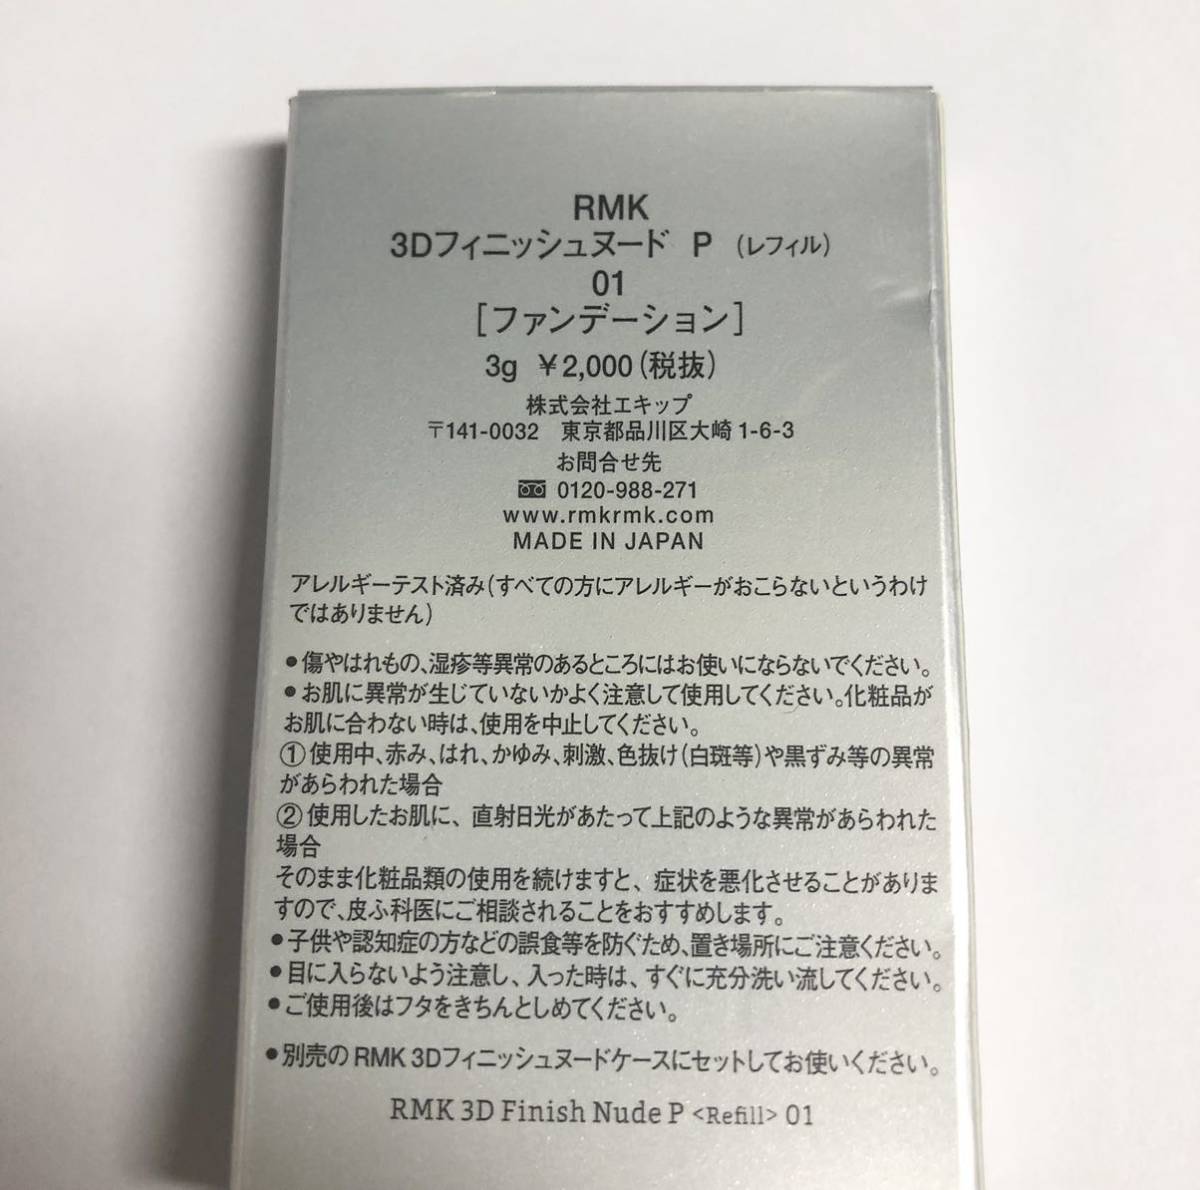 RMK
3Dフィニッシュヌード P (レフィル)
01
[ファンデーション]
3g ¥2,000(税抜)
株式会社エキップ
〒141-0032 東京都品川区大崎1-6-3
お問合せ先
0120-988-271
www.rmkrmk.com
MADE IN JAPAN
アレルギーテスト済み(すべての方にアレルギーがおこらないというわけ
ではありません)
●傷やはれもの、湿疹等異常のあるところにはお使いにならないでください。
●お肌に異常が生じていないかよく注意して使用してください。化粧品が
お肌に合わない時は、使用を中止してください。
①使用中、赤み、はれ、かゆみ、刺激、色抜け(白斑等)や黒ずみ等の異常
があらわれた場合
②使用したお肌に、直射日光があたって上記のような異常があらわれた
場合
そのまま化粧品類の使用を続けますと、症状を悪化させることがありま
すので、皮ふ科医にご相談されることをおすすめします。
●子供や認知症の方などの誤食等を防ぐため、置き場所にご注意ください。
●目に入らないよう注意し、入った時は、すぐに充分洗い流してください。
●ご使用後はフタをきちんとしめてください。
●別売のRMK 3Dフィニッシュヌードケースにセットしてお使いください。
RMK 3D Finish Nude P <Refill> 01